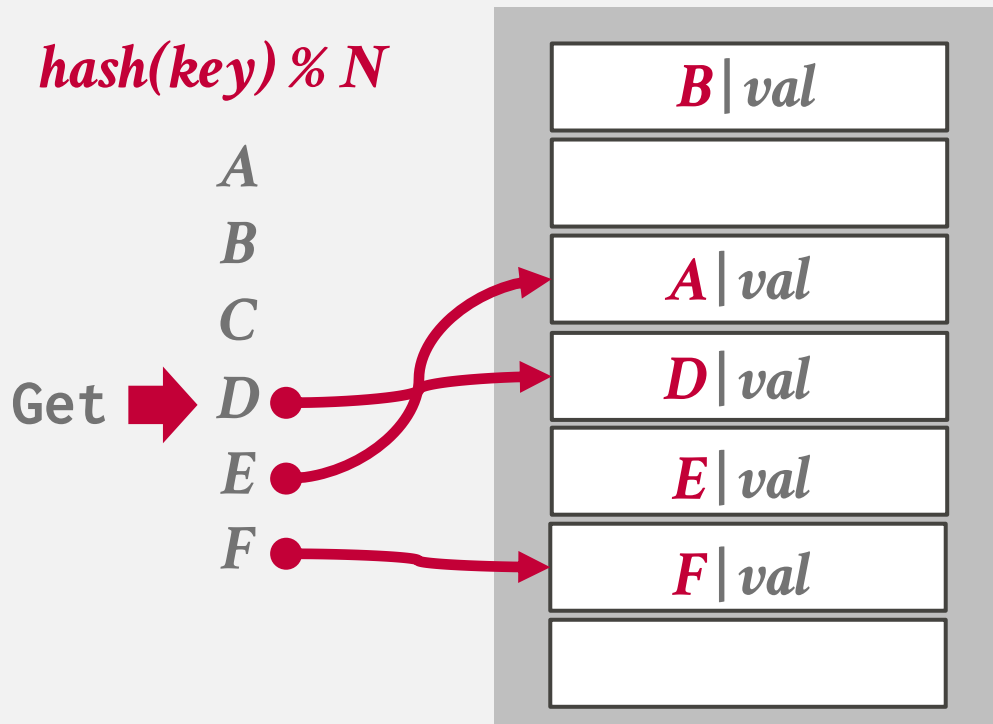 hash(key) % N
A
B
C
Get D
E
F
B|val
A|val
D|val
E|val
F|val